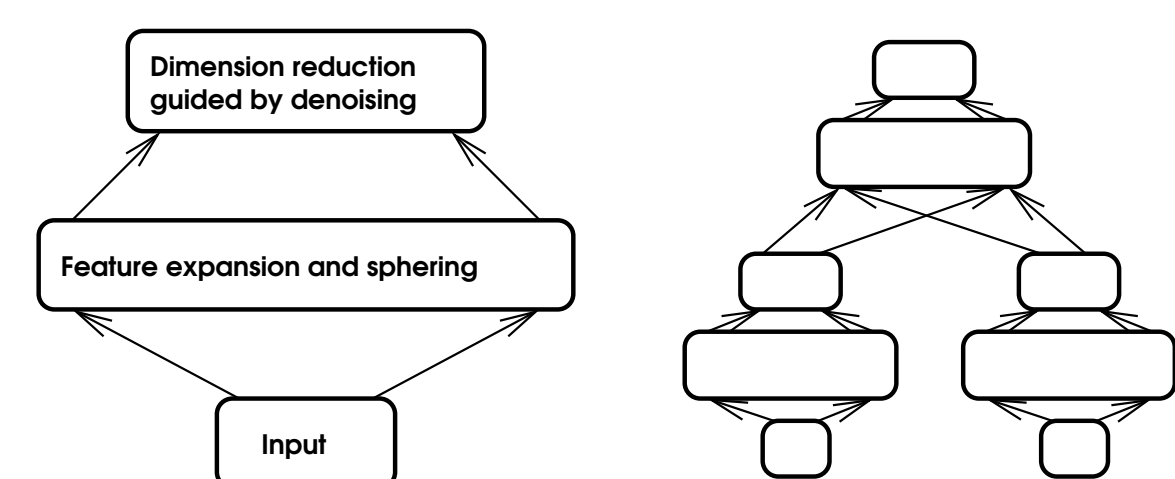 Dimension reduction
guided by denoising
Feature expansion and sphering
Input